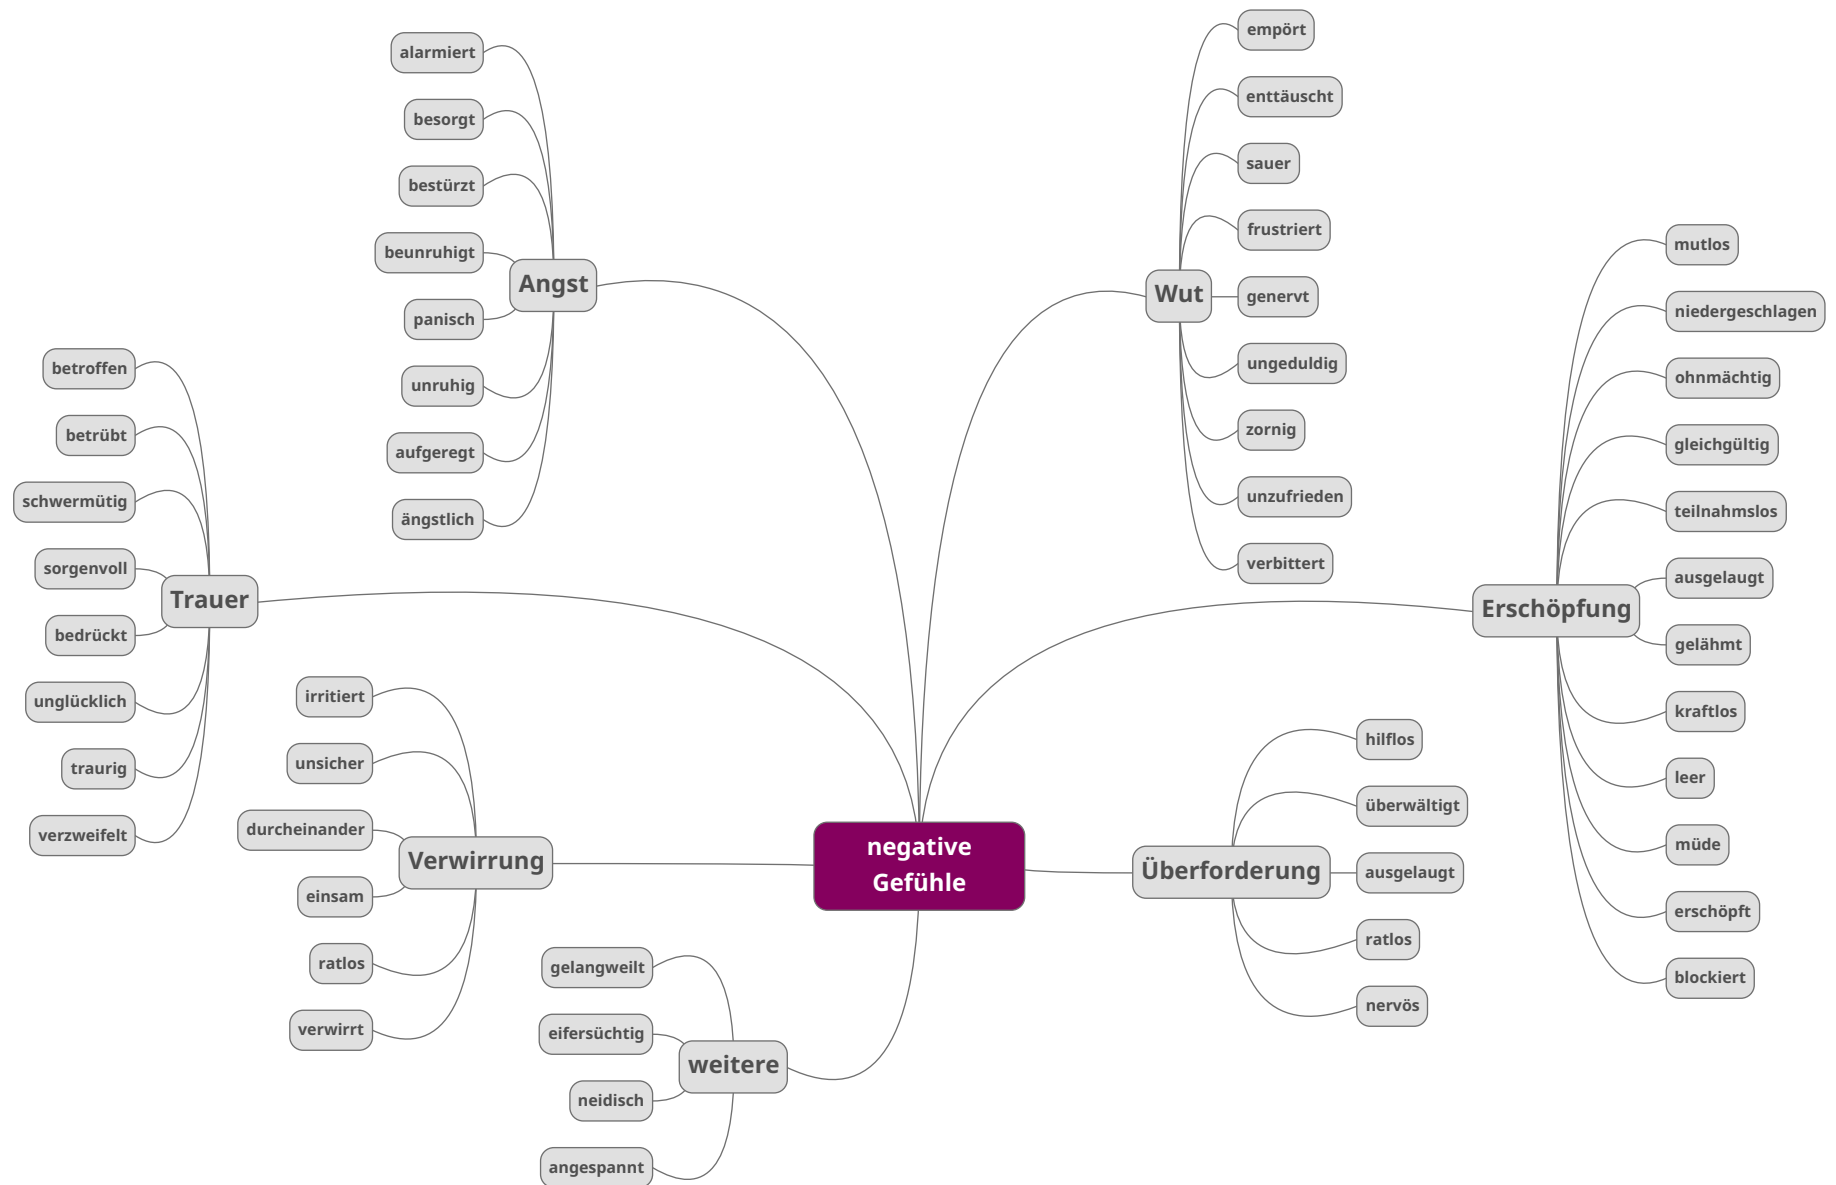 negative
Gefühle
Angst
alarmiert
besorgt
bestürzt
beunruhigt
panisch
unruhig
aufgeregt
ängstlich
Trauer
betroffen
betrübt
schwermütig
sorgenvoll
bedrückt
unglücklich
traurig
verzweifelt
Verwirrung
irritiert
unsicher
durcheinander
einsam
ratlos
verwirrt
weitere
gelangweilt
eifersüchtig
neidisch
angespannt
Wut
empört
enttäuscht
sauer
frustriert
genervt
ungeduldig
zornig
unzufrieden
verbittert
Erschöpfung
mutlos
niedergeschlagen
ohnmächtig
gleichgültig
teilnahmslos
ausgelaugt
gelähmt
kraftlos
leer
müde
erschöpft
blockiert
Überforderung
hilflos
überwältigt
ausgelaugt
ratlos
nervös